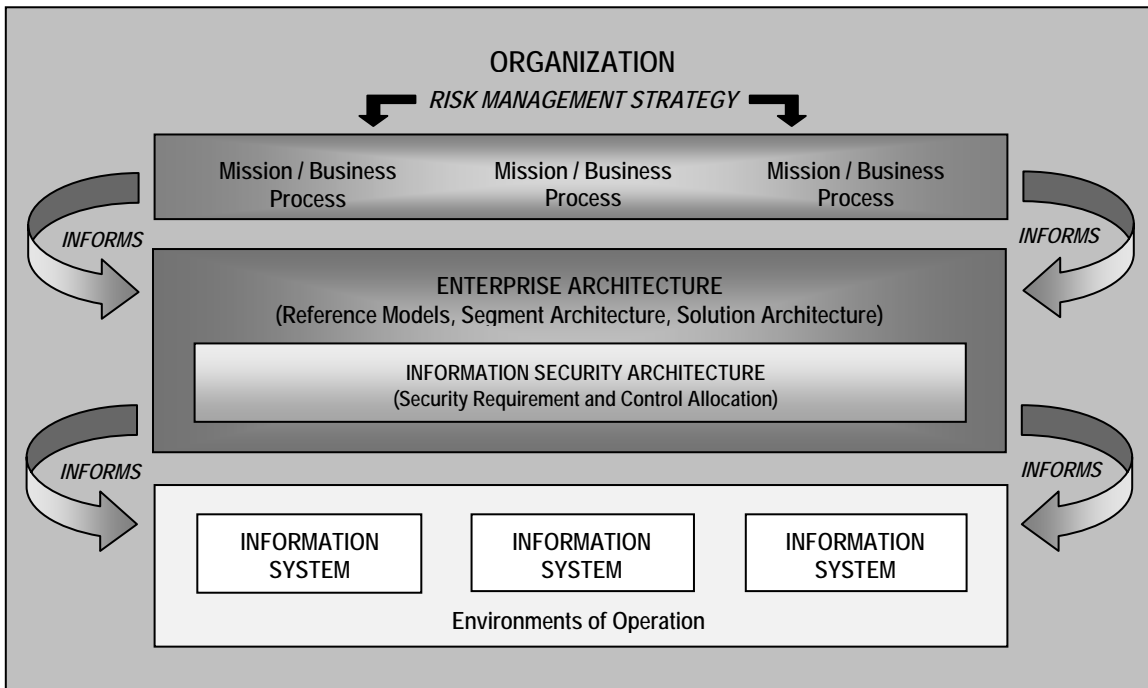 ORGANIZATION
RISK MANAGEMENT STRATEGY
Mission / Business
Process
Mission / Business
Process
Mission / Business
Process
INFORMS
INFORMS
ENTERPRISE ARCHITECTURE
(Reference Models, Segment Architecture, Solution Architecture)
INFORMATION SECURITY ARCHITECTURE
(Security Requirement and Control Allocation)
INFORMS
INFORMS
INFORMATION
SYSTEM
INFORMATION
SYSTEM
INFORMATION
SYSTEM
Environments of Operation